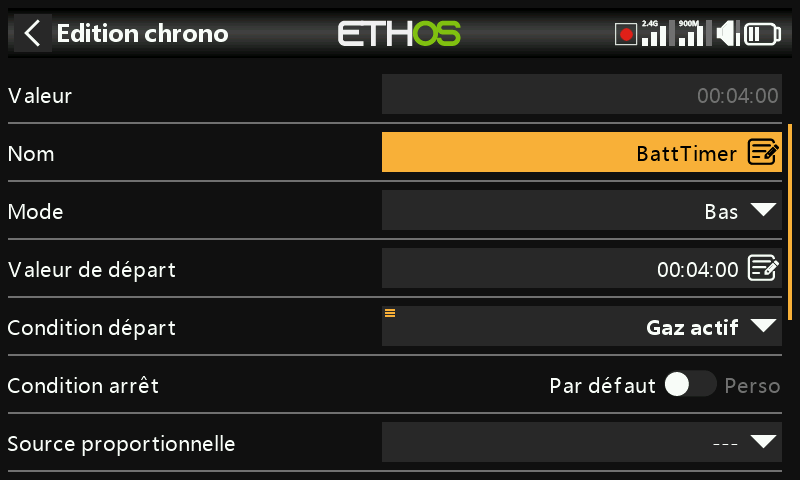 Edition chrono
ETHOS
2.4G
900M
Valeur
00:04:00
Nom
BattTimer
Mode
Bas
Valeur de départ
00:04:00
Condition départ
Gaz actif
Condition arrêt
Par défaut
Perso
Source proportionnelle
---